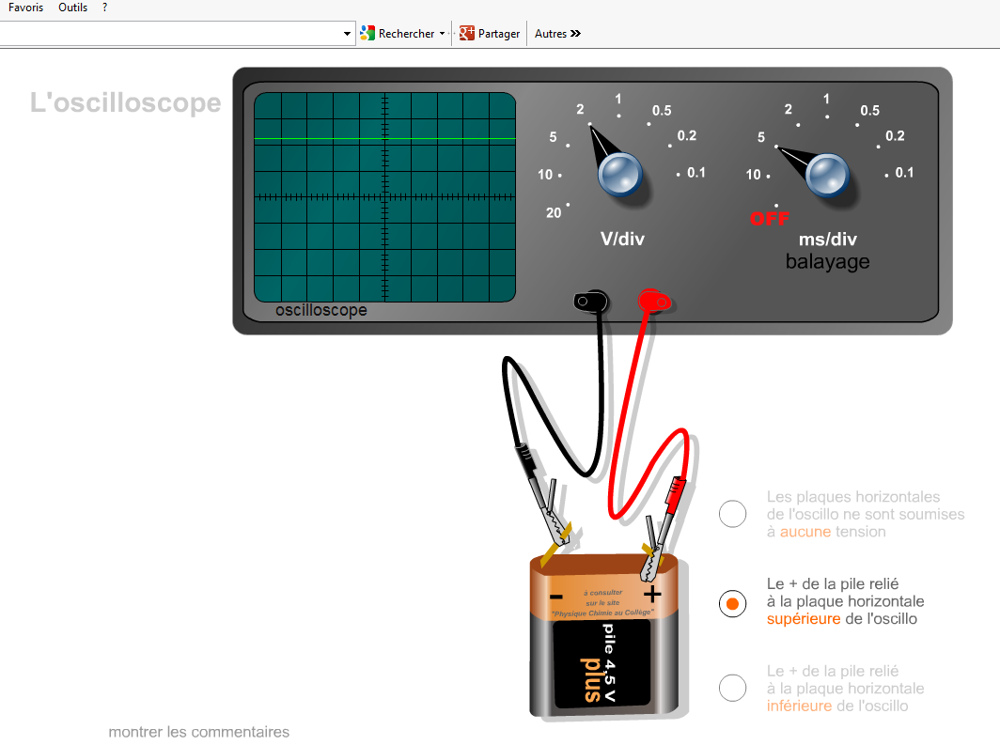 Favoris Outils ?
Rechercher Partager Autres »
L'oscilloscope
oscilloscope
20 10 5 2 1 0.5 0.2 0.1
V/div
OFF 10 5 2 1 0.5 0.2 0.1
ms/div
balayage
Les plaques horizontales
de l'oscillo ne sont soumises
à aucune tension
Le + de la pile relié
à la plaque horizontale
supérieure de l'oscillo
Le + de la pile relié
à la plaque horizontale
inférieure de l'oscillo
- +
à consulter
sur le site
"Physique Chimie au Collège"
pile 4,5 V
plus
montrer les commentaires